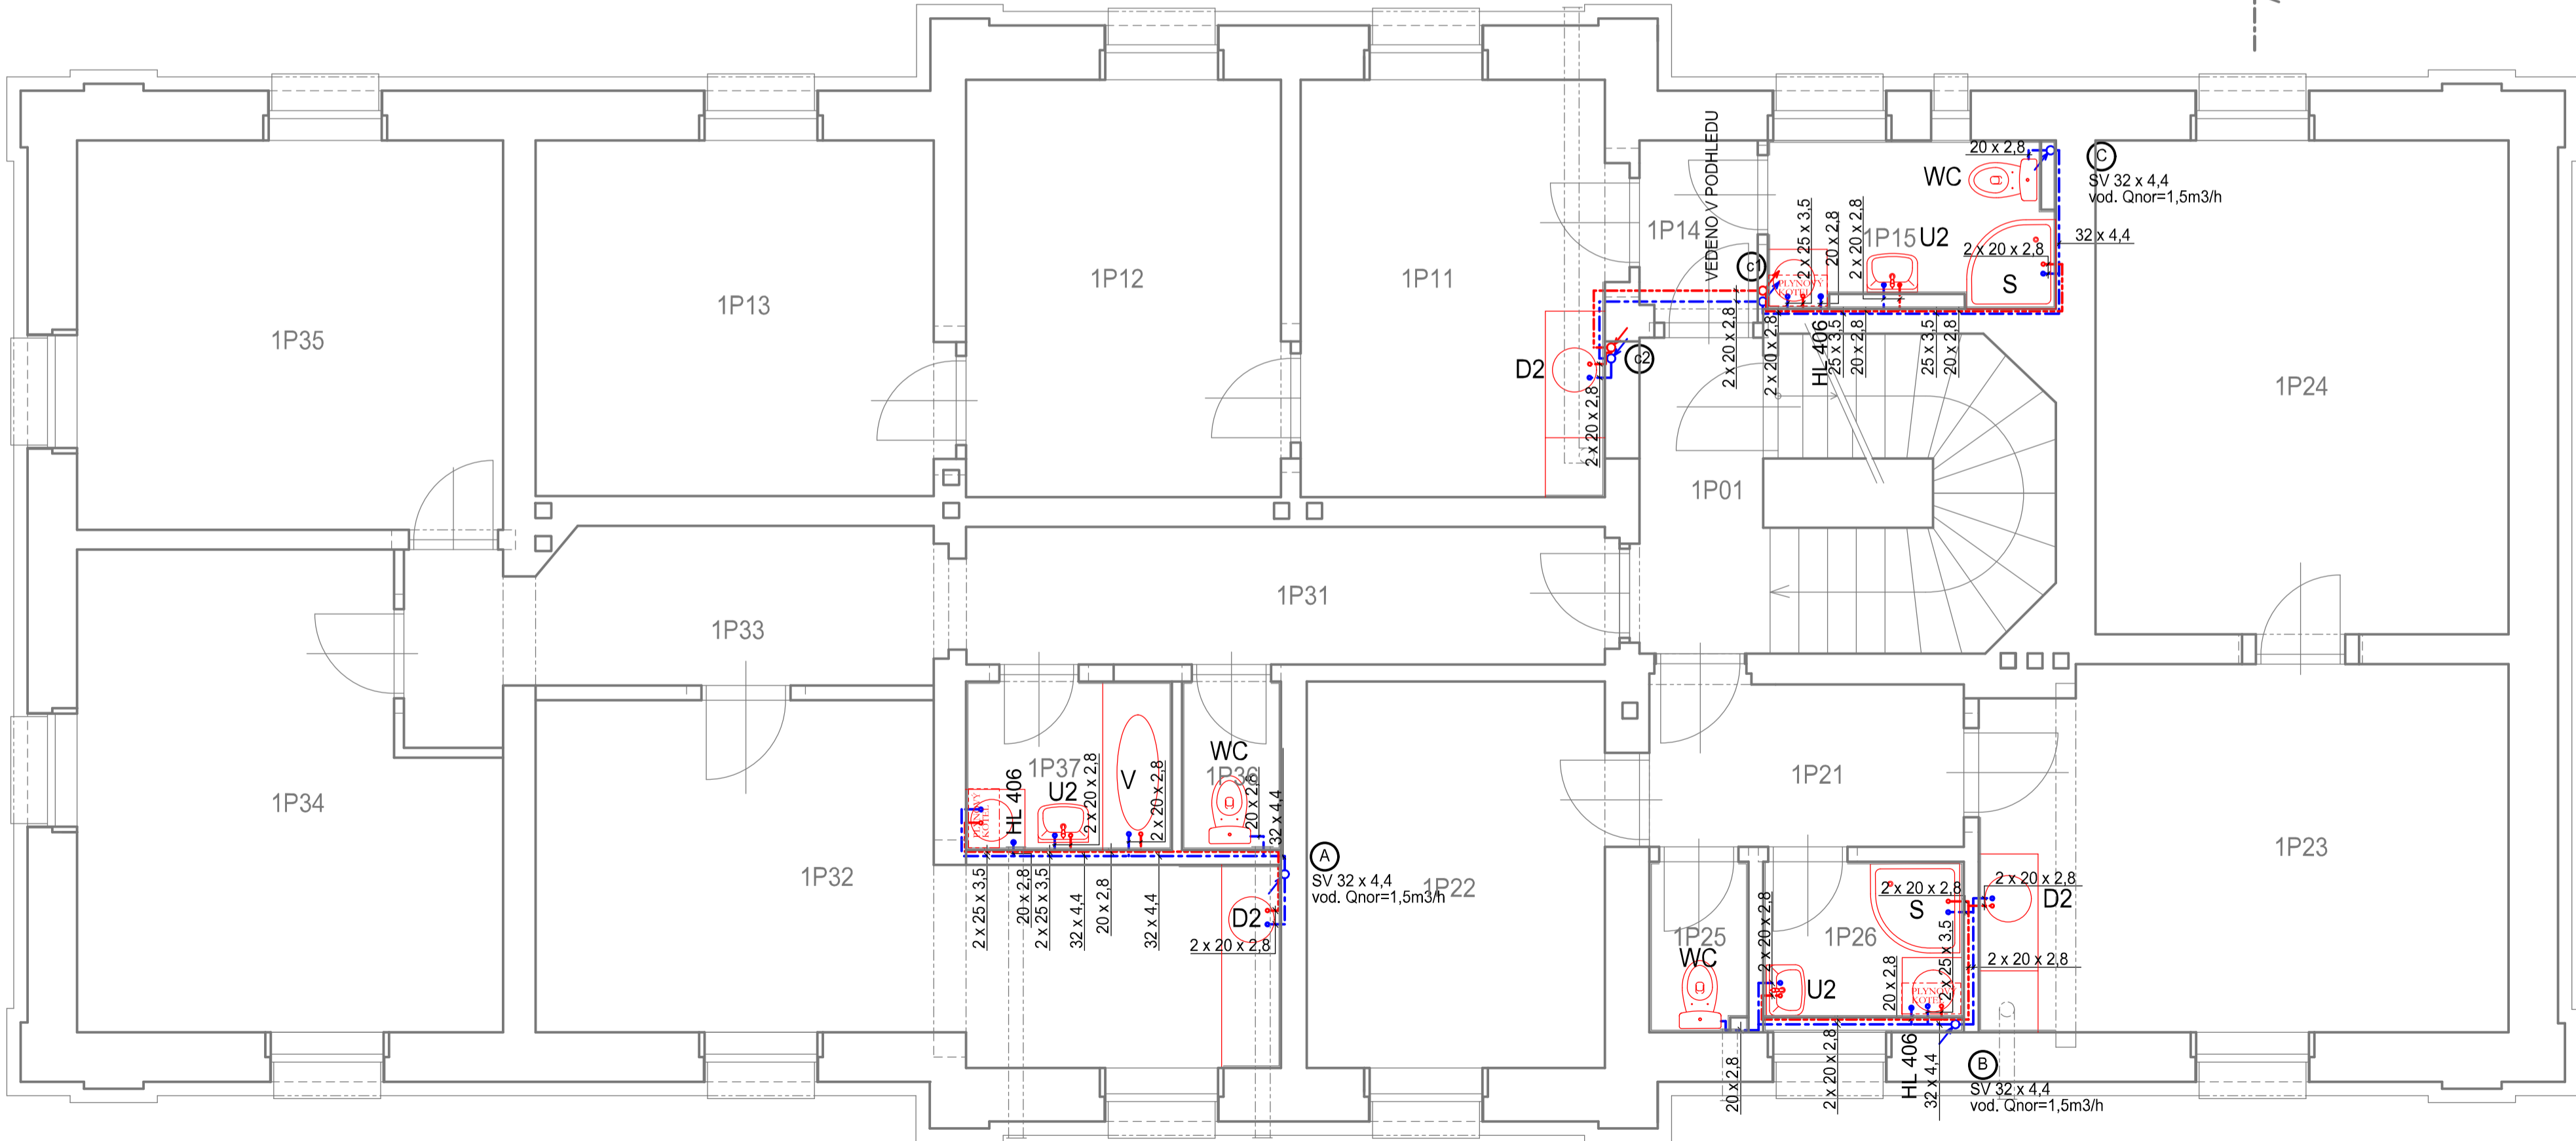 VEDENO V PODHLEDU
20 x 2,8
WC
C
SV 32 x 4,4
vod. Qnor=1,5m3/h
1P14
2 x 25 x 3,5
20 x 2,8
2 x 20 x 2,8
1P15
U2
32 x 4,4
2 x 20 x 2,8
S
c1
PLYNOVÝ
KOTEL
1P13
1P12
1P11
1P35
c2
D2
2 x 20 x 2,8
2 x 20 x 2,8
2 x 20 x 2,8
HL 406
25 x 3,5
20 x 2,8
25 x 3,5
20 x 2,8
1P24
1P01
1P31
1P33
WC
1P36
1P37
HL 406
U2
2 x 20 x 2,8
V
2 x 20 x 2,8
20 x 2,8
32 x 4,4
PLYNOVÝ
KOTEL
1P21
1P34
1P32
1P23
A
SV 32 x 4,4
vod. Qnor=1,5m3/h
1P22
2 x 25 x 3,5
20 x 2,8
2 x 25 x 3,5
32 x 4,4
20 x 2,8
32 x 4,4
D2
2 x 20 x 2,8
2 x 20 x 2,8
S
2 x 20 x 2,8
D2
1P25
WC
2 x 20 x 2,8
1P26
U2
20 x 2,8
2 x 25 x 3,5
PLYNOVÝ
KOTEL
2 x 20 x 2,8
20 x 2,8
2 x 20 x 2,8
HL 406
32 x 4,4
B
SV 32 x 4,4
vod. Qnor=1,5m3/h